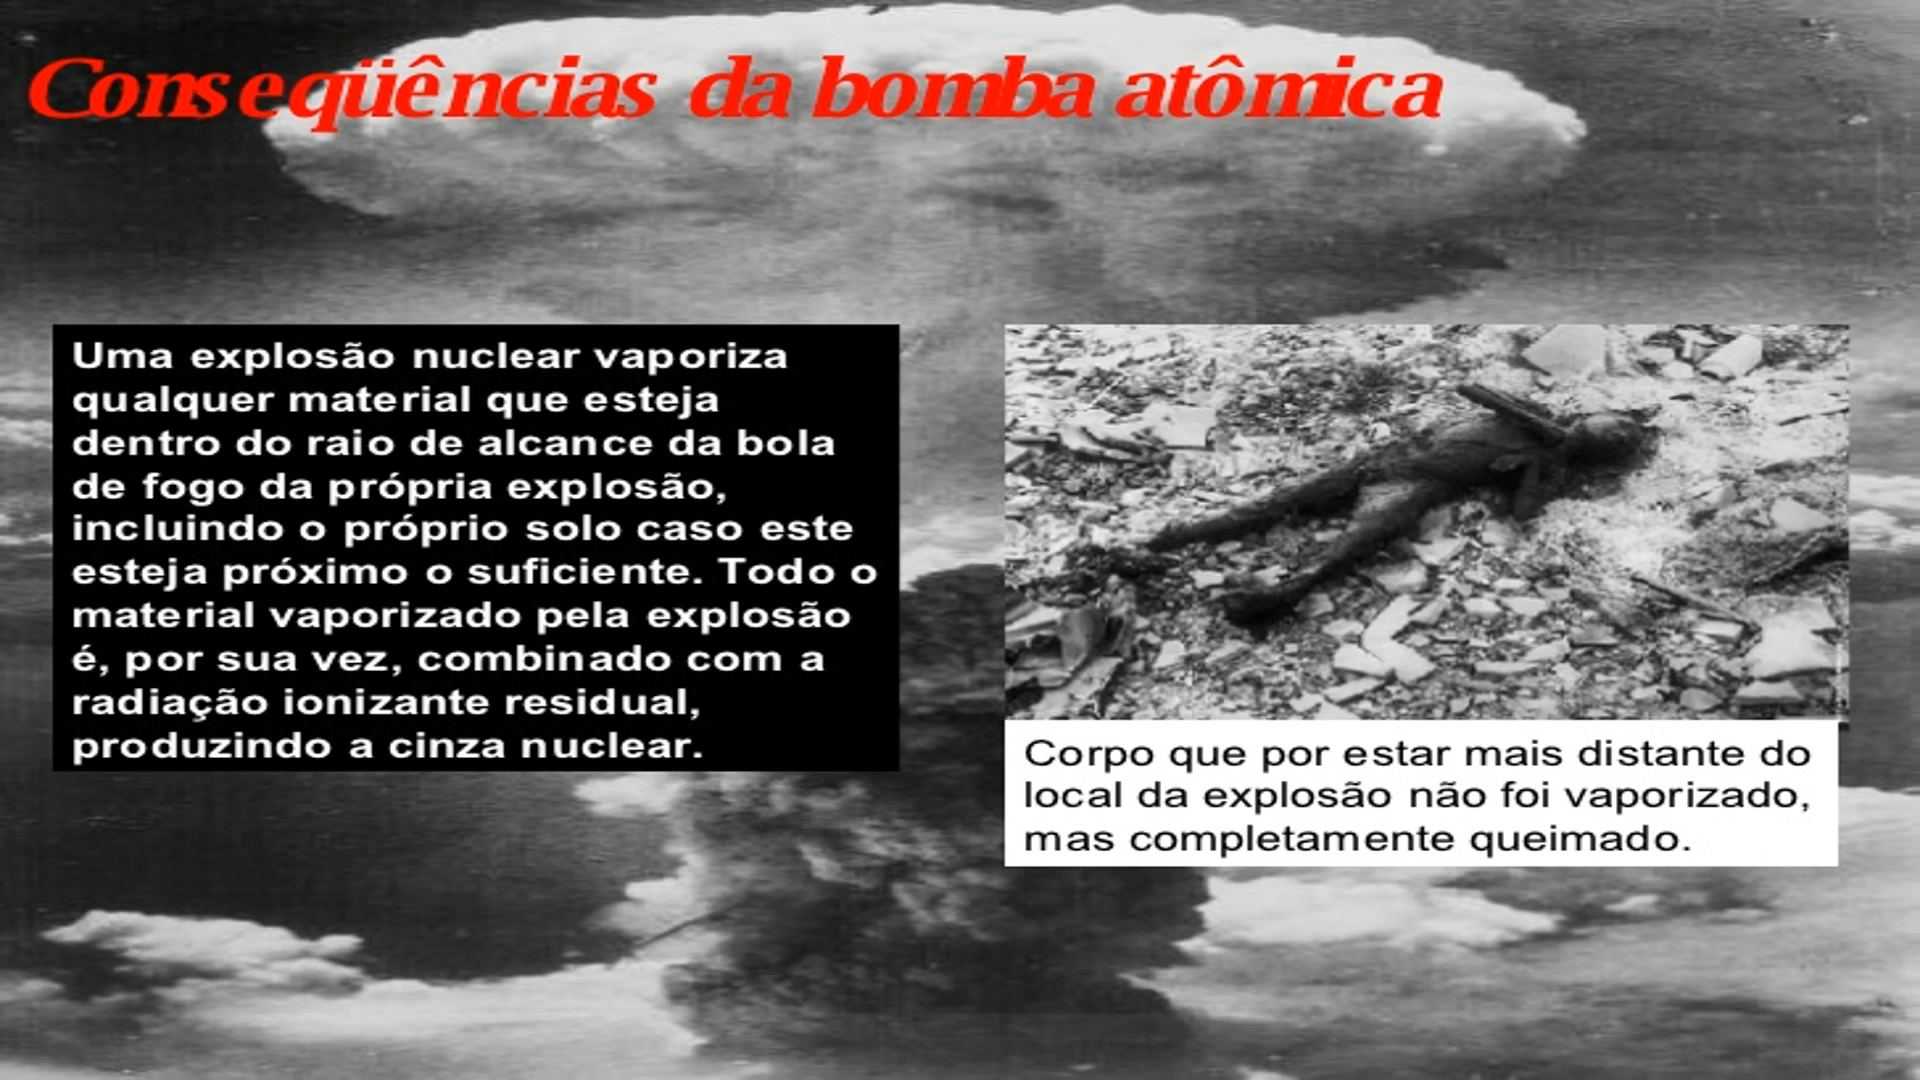 Conseqüências da bomba atômica
Uma explosão nuclear vaporiza
qualquer material que esteja
dentro do raio de alcance da bola
de fogo da própria explosão,
incluindo o próprio solo caso este
esteja próximo o suficiente. Todo o
material vaporizado pela explosão
é, por sua vez, combinado com a
radiação ionizante residual,
produzindo a cinza nuclear.
Corpo que por estar mais distante do
local da explosão não foi vaporizado,
mas completamente queimado.